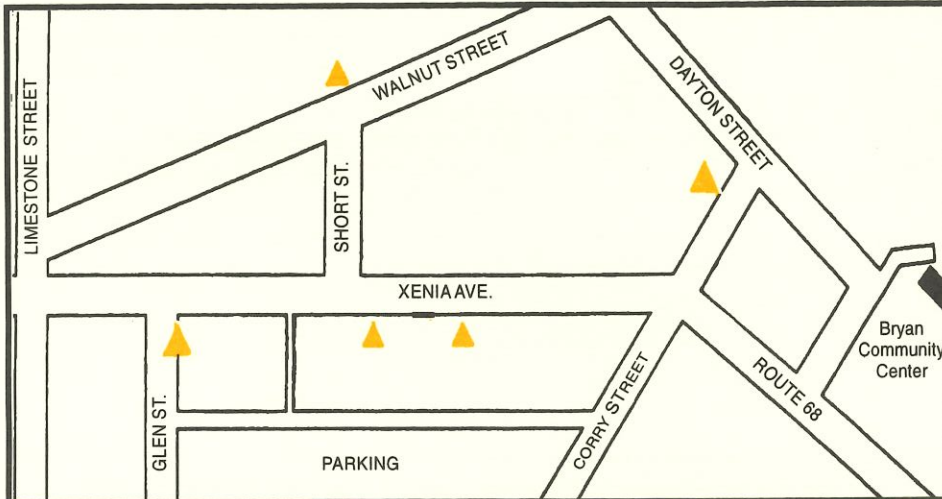 WALNUT STREET
DAYTON STREET
LIMESTONE STREET
SHORT ST.
XENIA AVE.
Bryan
Community
Center
ROUTE 68
CORRY STREET
GLEN ST.
PARKING